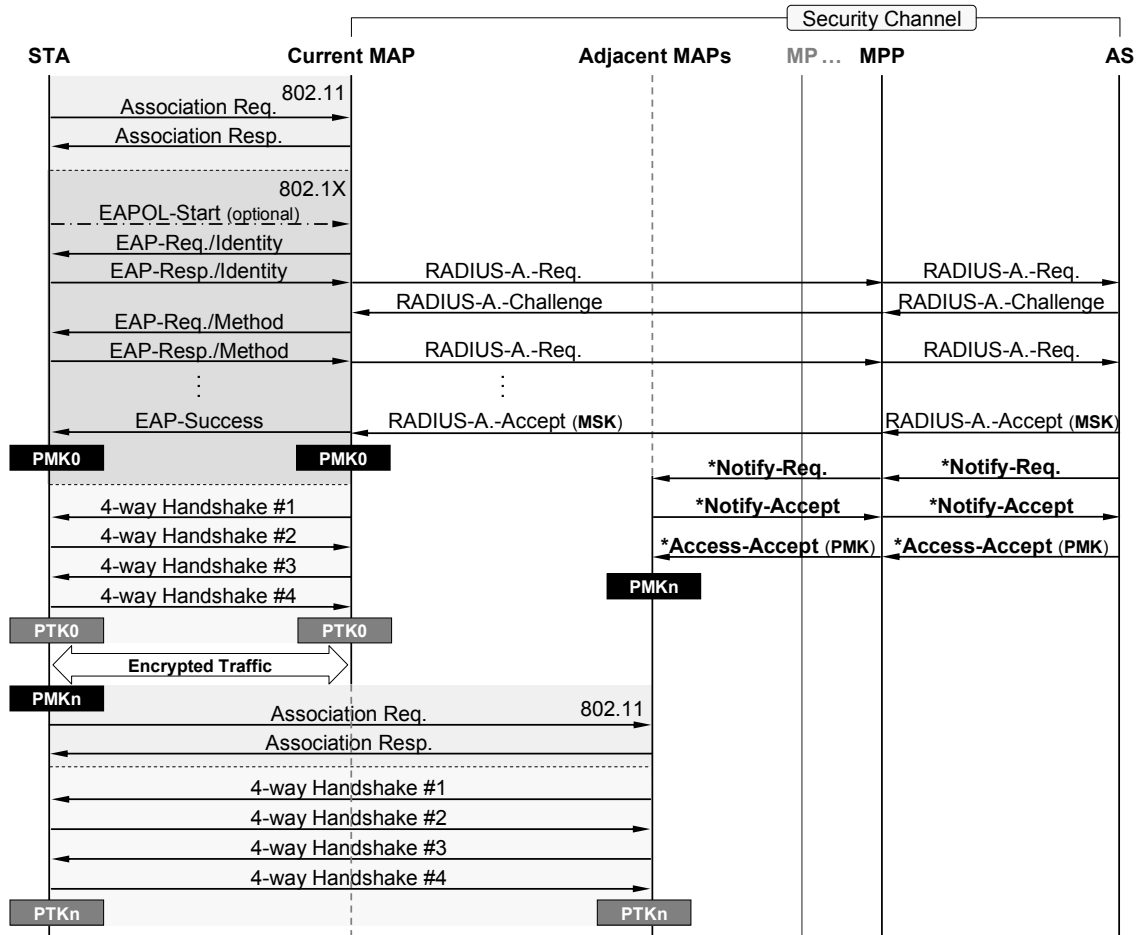 Security Channel
STA Current MAP Adjacent MAPs MP … MPP AS
802.11
Association Req.
Association Resp.
802.1X
EAPOL-Start (optional)
EAP-Req./Identity
EAP-Resp./Identity RADIUS-A.-Req. RADIUS-A.-Req.
RADIUS-A.-Challenge RADIUS-A.-Challenge
EAP-Req./Method
EAP-Resp./Method RADIUS-A.-Req. RADIUS-A.-Req.
⋮ ⋮
EAP-Success RADIUS-A.-Accept (MSK) RADIUS-A.-Accept (MSK)
PMK0 PMK0
*Notify-Req. *Notify-Req.
4-way Handshake #1 *Notify-Accept *Notify-Accept
4-way Handshake #2
*Access-Accept (PMK) *Access-Accept (PMK)
4-way Handshake #3
PMKn
4-way Handshake #4
PTK0 PTK0
Encrypted Traffic
PMKn
Association Req. 802.11
Association Resp.
4-way Handshake #1
4-way Handshake #2
4-way Handshake #3
4-way Handshake #4
PTKn PTKn